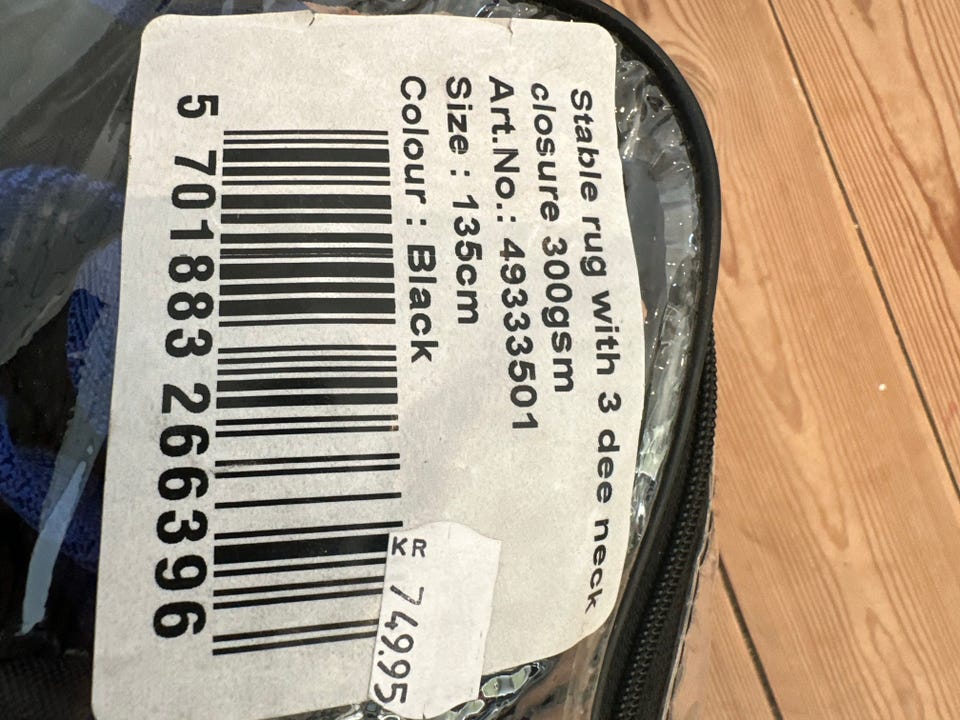 Stable rug with 3 dee neck
closure 300gsm
Art.No.: 49333501
Size : 135cm
Colour : Black
5 701883 266396
KR 749.95